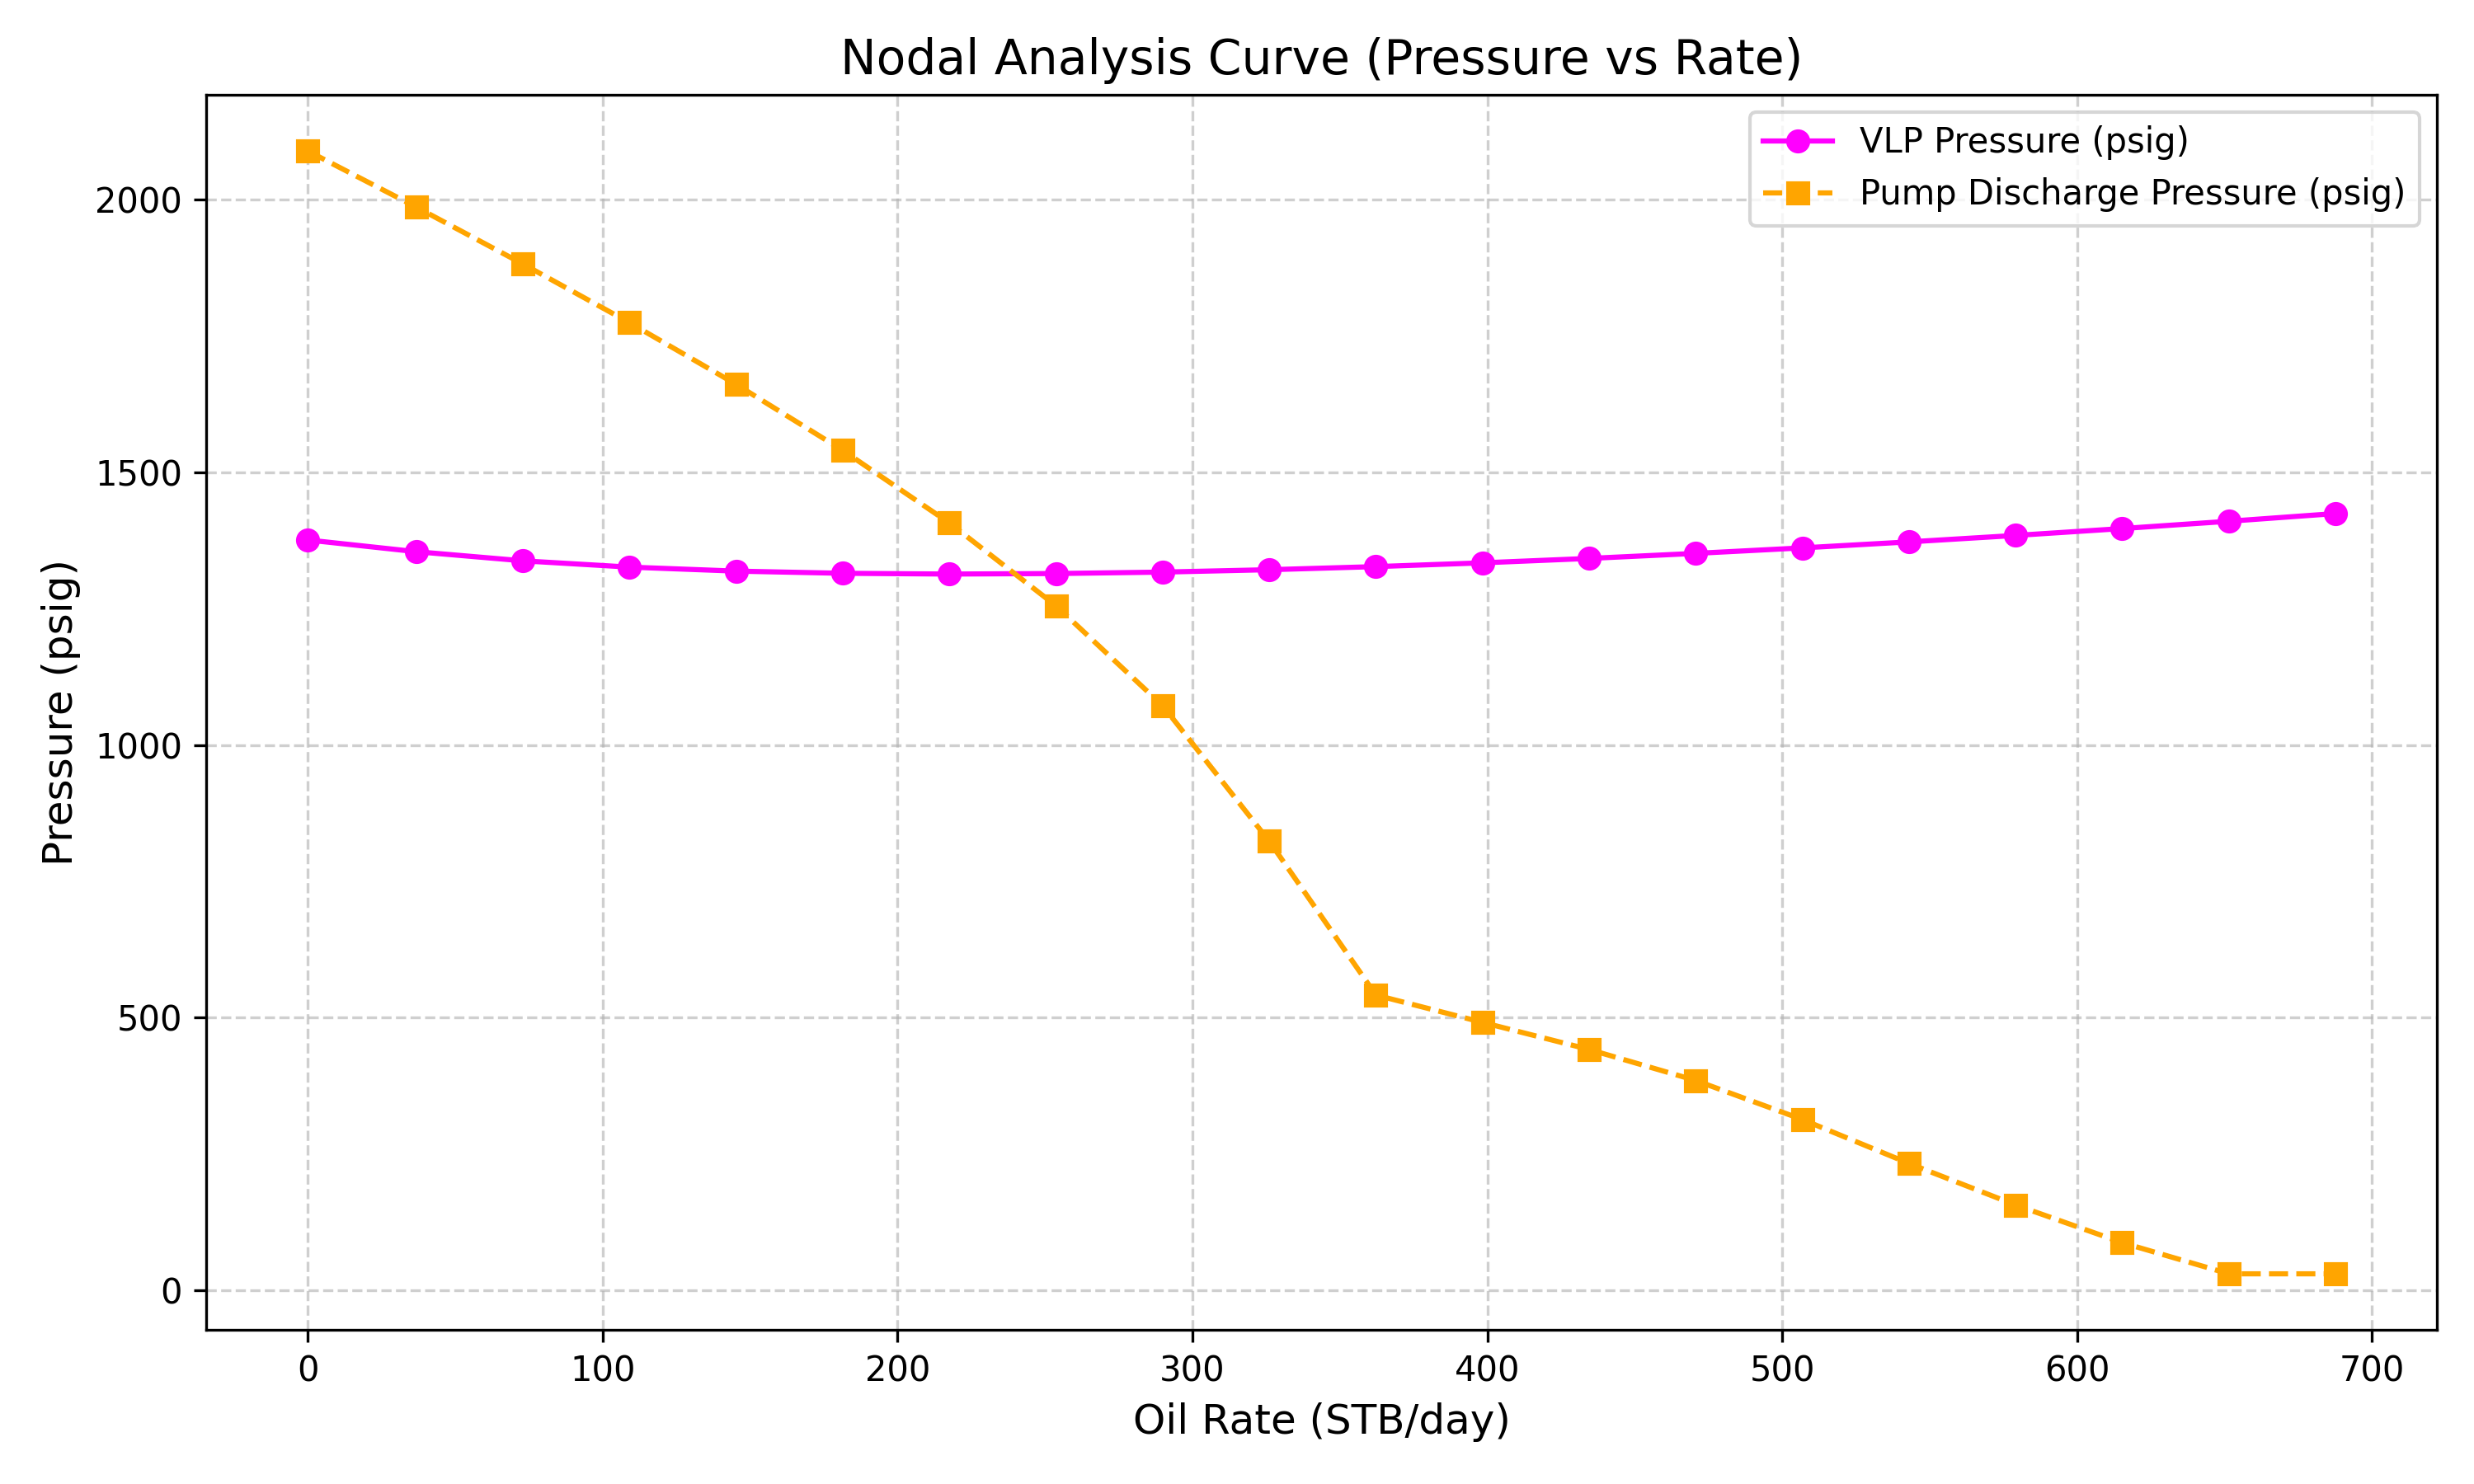 Nodal Analysis Curve (Pressure vs Rate)
VLP Pressure (psig)
Pump Discharge Pressure (psig)
2000
1500
1000
500
0
Pressure (psig)
0 100 200 300 400 500 600 700
Oil Rate (STB/day)